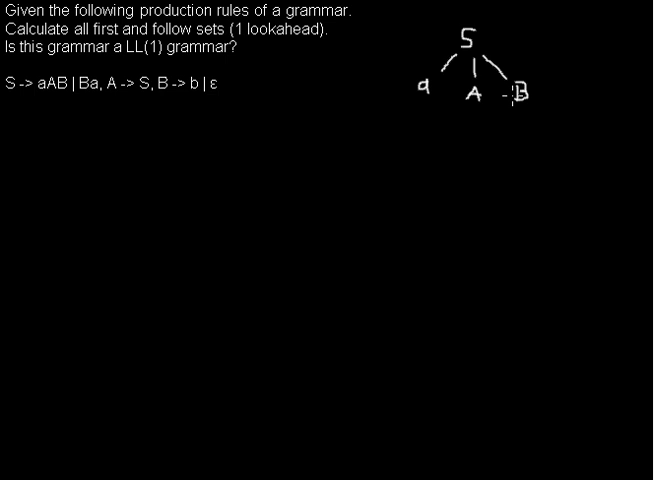 Given the following production rules of a grammar.
Calculate all first and follow sets (1 lookahead).
Is this grammar a LL(1) grammar?
S -> aAB | Ba, A -> S, B -> b | ε
S
a A B